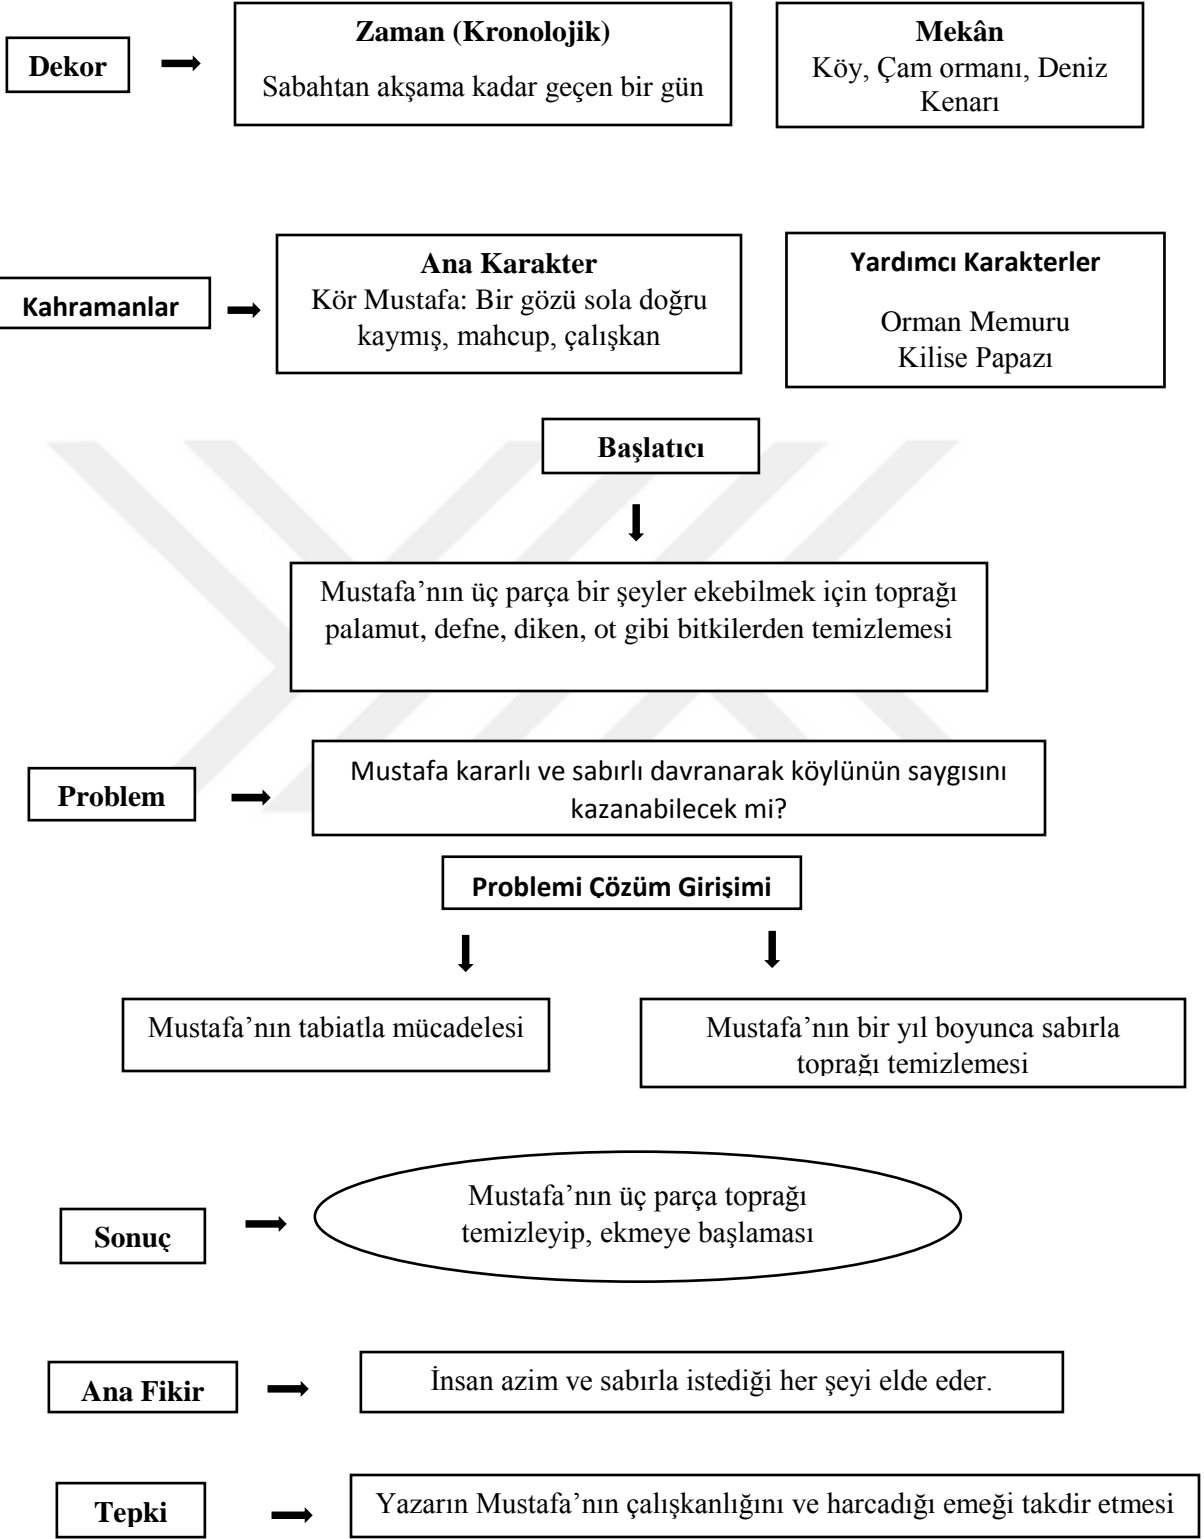 Dekor
Zaman (Kronolojik)
Sabahtan akşama kadar geçen bir gün
Mekân
Köy, Çam ormanı, Deniz
Kenarı
Kahramanlar
Ana Karakter
Kör Mustafa: Bir gözü sola doğru
kaymış, mahcup, çalışkan
Yardımcı Karakterler
Orman Memuru
Kilise Papazı
Başlatıcı
Mustafa’nın üç parça bir şeyler ekebilmek için toprağı
palamut, defne, diken, ot gibi bitkilerden temizlemesi
Problem
Mustafa kararlı ve sabırlı davranarak köylünün saygısını
kazanabilecek mi?
Problemi Çözüm Girişimi
Mustafa’nın tabiatla mücadelesi
Mustafa’nın bir yıl boyunca sabırla
toprağı temizlemesi
Sonuç
Mustafa’nın üç parça toprağı
temizleyip, ekmeye başlaması
Ana Fikir
İnsan azim ve sabırla istediği her şeyi elde eder.
Tepki
Yazarın Mustafa’nın çalışkanlığını ve harcadığı emeği takdir etmesi